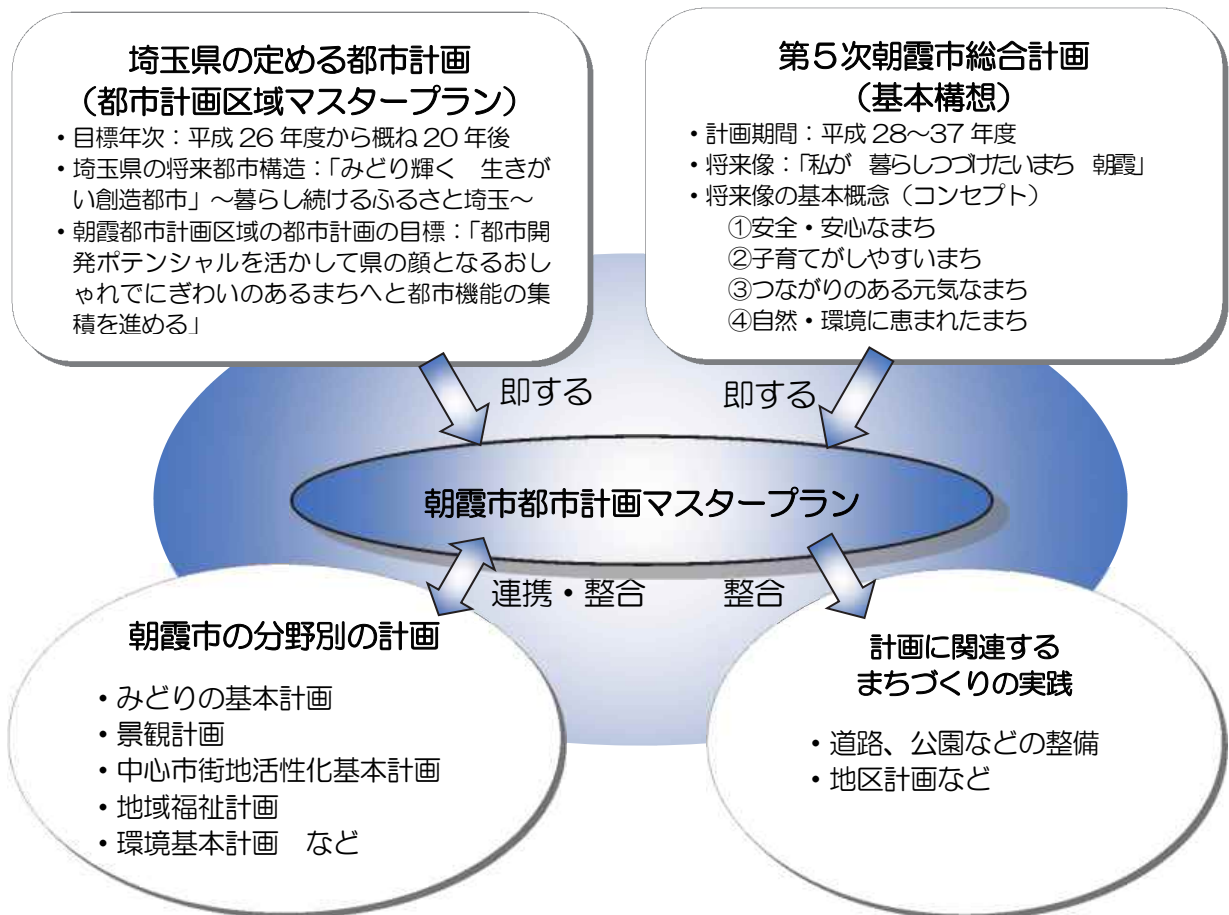 埼玉県の定める都市計画
（都市計画区域マスタープラン）
・目標年次：平成 26 年度から概ね 20 年後
・埼玉県の将来都市構造：「みどり輝く　生きが
い創造都市」～暮らし続けるふるさと埼玉～
・朝霞都市計画区域の都市計画の目標：「都市開
発ポテンシャルを活かして県の顔となるおし
ゃれでにぎわいのあるまちへと都市機能の集
積を進める」
第５次朝霞市総合計画
（基本構想）
・計画期間：平成 28～37 年度
・将来像：「私が　暮らしつづけたいまち　朝霞」
・将来像の基本概念（コンセプト）
①安全・安心なまち
②子育てがしやすいまち
③つながりのある元気なまち
④自然・環境に恵まれたまち
即する
即する
朝霞市都市計画マスタープラン
連携・整合
整合
朝霞市の分野別の計画
・みどりの基本計画
・景観計画
・中心市街地活性化基本計画
・地域福祉計画
・環境基本計画　など
計画に関連する
まちづくりの実践
・道路、公園などの整備
・地区計画など